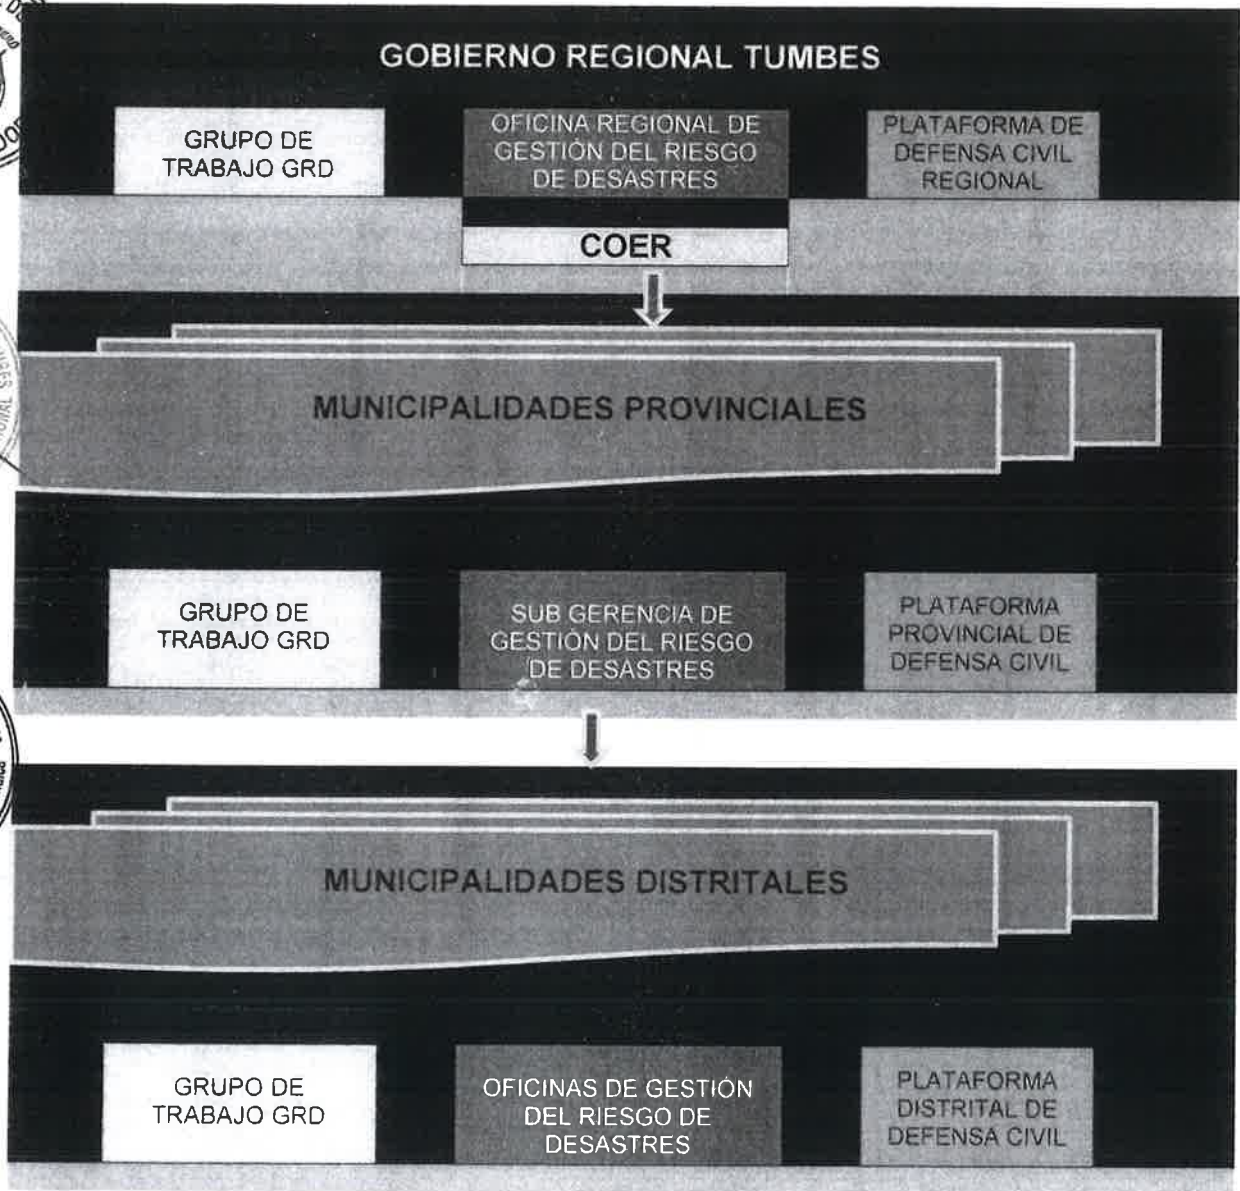 GOBIERNO REGIONAL TUMBES
GRUPO DE
TRABAJO GRD
OFICINA REGIONAL DE
GESTIÓN DEL RIESGO
DE DESASTRES
PLATAFORMA DE
DEFENSA CIVIL
REGIONAL
COER
MUNICIPALIDADES PROVINCIALES
GRUPO DE
TRABAJO GRD
SUB GERENCIA DE
GESTIÓN DEL RIESGO
DE DESASTRES
PLATAFORMA
PROVINCIAL DE
DEFENSA CIVIL
MUNICIPALIDADES DISTRITALES
GRUPO DE
TRABAJO GRD
OFICINAS DE GESTIÓN
DEL RIESGO DE
DESASTRES
PLATAFORMA
DISTRITAL DE
DEFENSA CIVIL